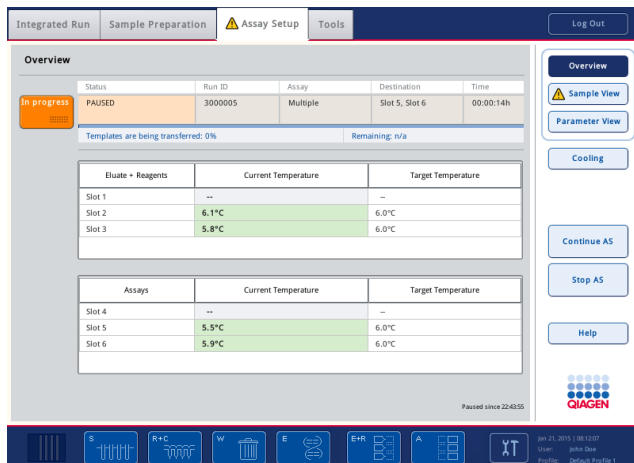 Integrated Run
Sample Preparation
Assay Setup
Tools
Log Out
Overview
Status
Run ID
Assay
Destination
Time
In progress
PAUSED
3000005
Multiple
Slot 5, Slot 6
00:00:14h
Templates are being transferred: 0%
Remaining: n/a
Eluate + Reagents
Current Temperature
Target Temperature
Slot 1
--
--
Slot 2
6.1°C
6.0°C
Slot 3
5.8°C
6.0°C
Assays
Current Temperature
Target Temperature
Slot 4
--
--
Slot 5
5.5°C
6.0°C
Slot 6
5.9°C
6.0°C
Paused since 22:43:55
Overview
Sample View
Parameter View
Cooling
Continue AS
Stop AS
Help
QIAGEN
S
R+C
W
E
E+R
A
Jan 21, 2015 | 08:12:07
User: John Doe
Profile: Default Profile 1